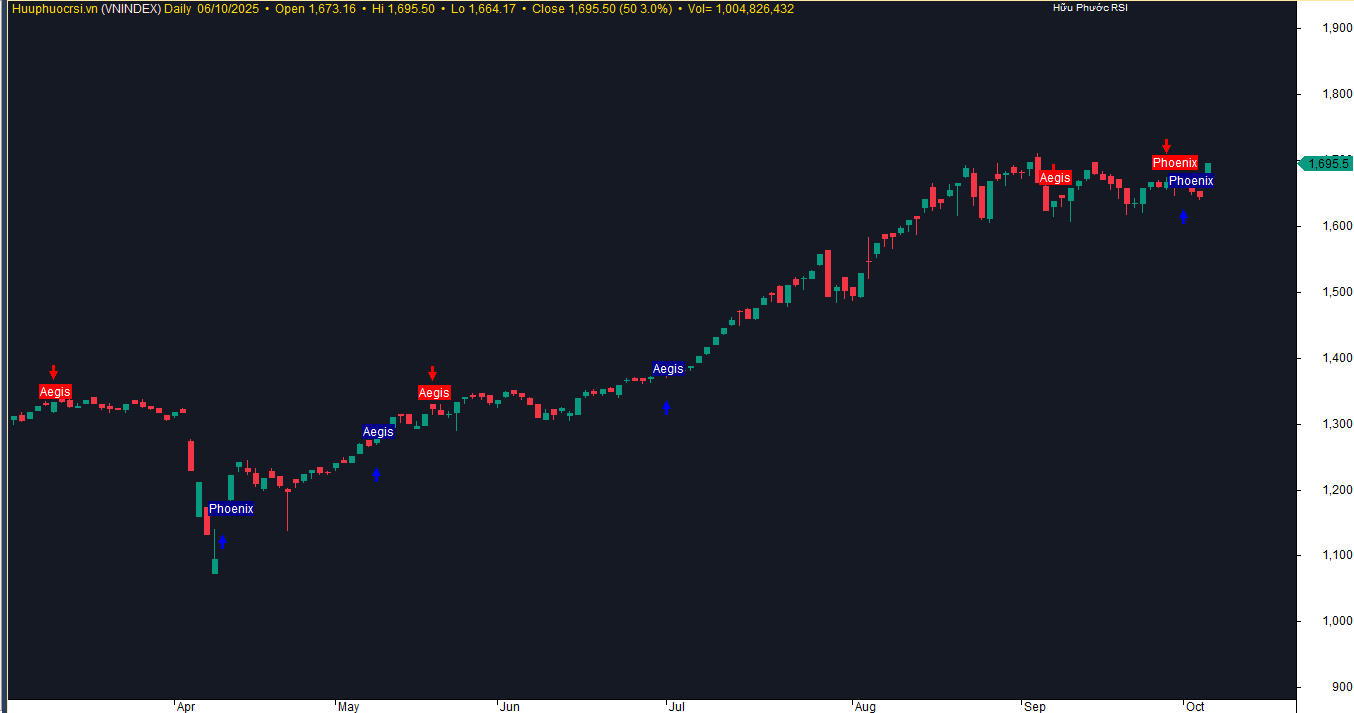 Huuphuocrsi.vn (VNINDEX) Daily 06/10/2025 • Open 1,673.16 • Hi 1,695.50 • Lo 1,664.17 • Close 1,695.50 (50 3.0%) • Vol= 1,004,826,432
Hữu Phước RSI
1,900
1,800
1,695.5
1,600
1,500
1,400
1,300
1,200
1,100
1,000
900
Phoenix
Aegis
Phoenix
Aegis
Aegis
Aegis
Aegis
Phoenix
Apr
May
Jun
Jul
Aug
Sep
Oct